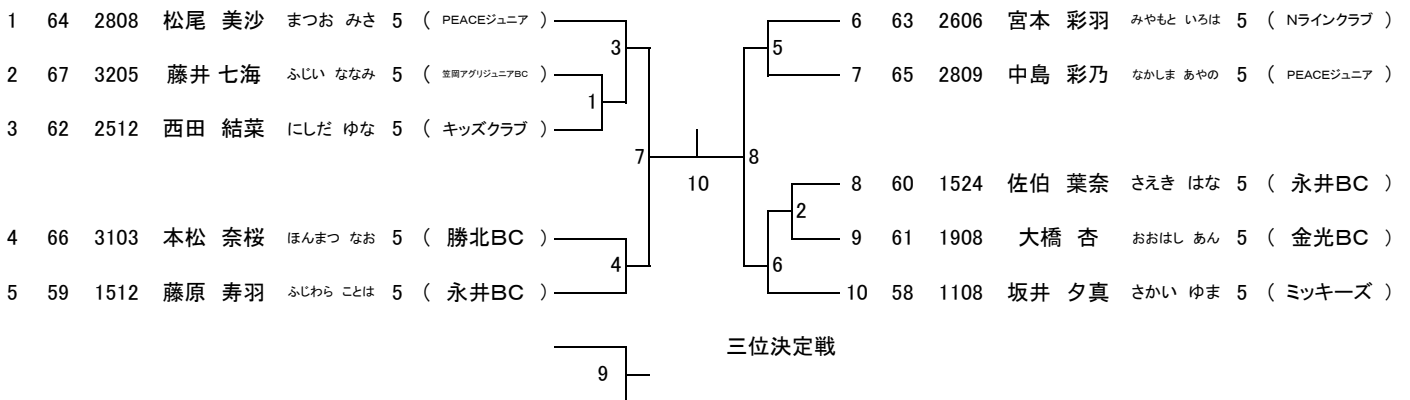 1 64 2808 松尾 美沙 まつお みさ 5 ( PEACEジュニア )
3
2 67 3205 藤井 七海 ふじい ななみ 5 ( 笠岡アグリジュニアBC )
1
3 62 2512 西田 結菜 にしだ ゆな 5 ( キッズクラブ )
7
4 66 3103 本松 奈桜 ほんまつ なお 5 ( 勝北BC )
4
5 59 1512 藤原 寿羽 ふじわら ことは 5 ( 永井BC )
10
6 63 2606 宮本 彩羽 みやもと いろは 5 ( Nラインクラブ )
5
7 65 2809 中島 彩乃 なかしま あやの 5 ( PEACEジュニア )
8
8 60 1524 佐伯 葉奈 さえき はな 5 ( 永井BC )
2
9 61 1908 大橋 杏 おおはし あん 5 ( 金光BC )
6
10 58 1108 坂井 夕真 さかい ゆま 5 ( ミッキーズ )
三位決定戦
9